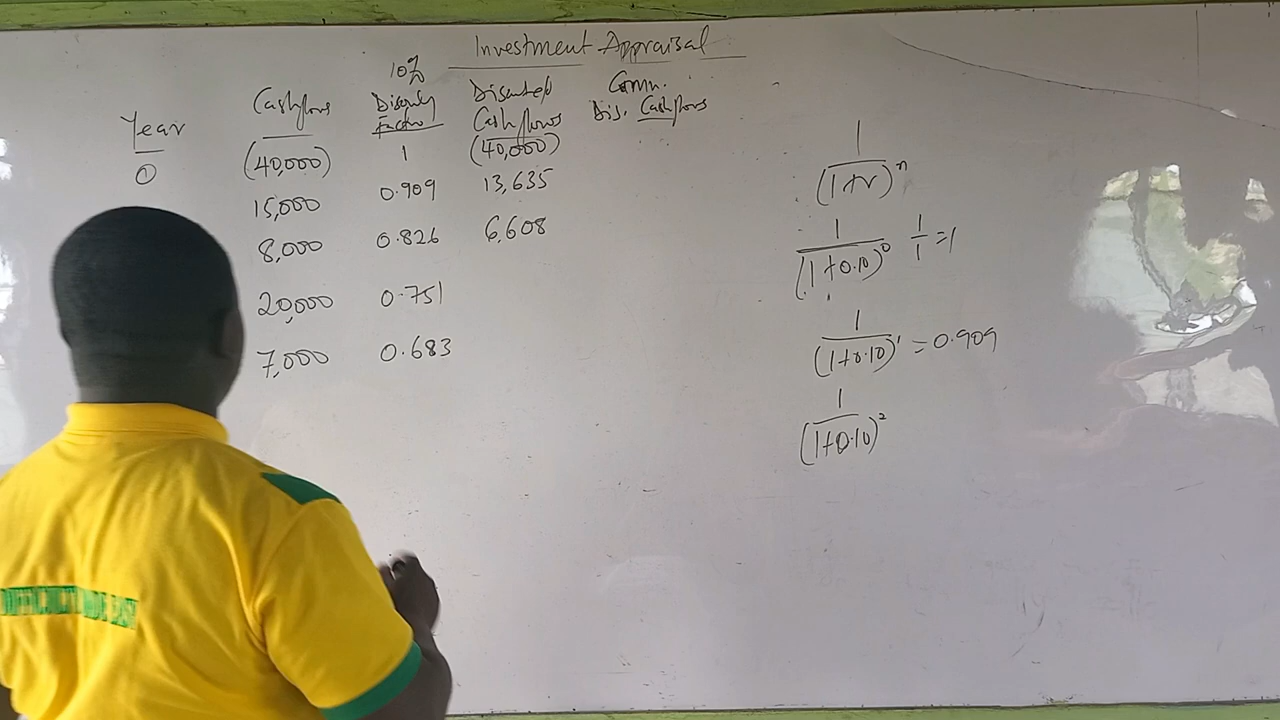 Investment Appraisal
Year Cashflows 10% Discounted Cashflows Comm. Dis. Cashflows
0 (40,000) 1 (40,000)
15,000 0.909 13,635
8,000 0.826 6,608
20,000 0.751
7,000 0.683
1
(1+r)^n
1
(1+0.10)^0 1/1 =1
1
(1+0.10)^1 = 0.909
1
(1+0.10)^2